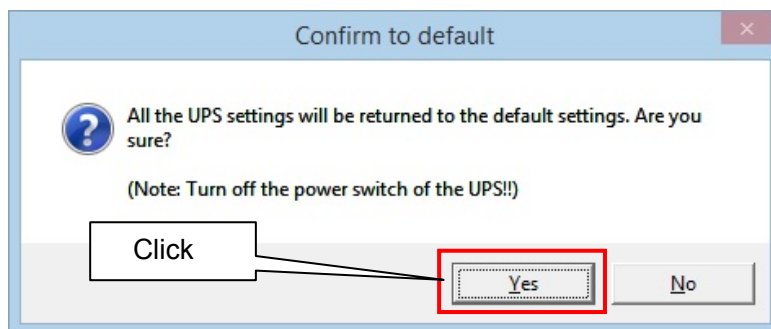 Confirm to default
All the UPS settings will be returned to the default settings. Are you
sure?
(Note: Turn off the power switch of the UPS!!)
Click
Yes
No